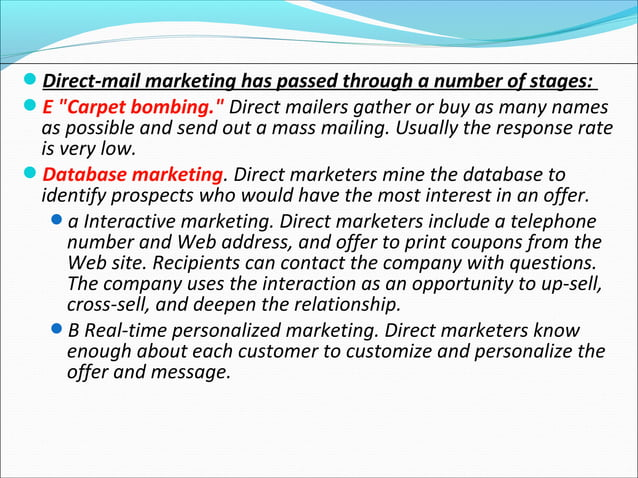 Direct-mail marketing has passed through a number of stages:
E "Carpet bombing." Direct mailers gather or buy as many names
as possible and send out a mass mailing. Usually the response rate
is very low.
Database marketing. Direct marketers mine the database to
identify prospects who would have the most interest in an offer.
a Interactive marketing. Direct marketers include a telephone
number and Web address, and offer to print coupons from the
Web site. Recipients can contact the company with questions.
The company uses the interaction as an opportunity to up-sell,
cross-sell, and deepen the relationship.
B Real-time personalized marketing. Direct marketers know
enough about each customer to customize and personalize the
offer and message.